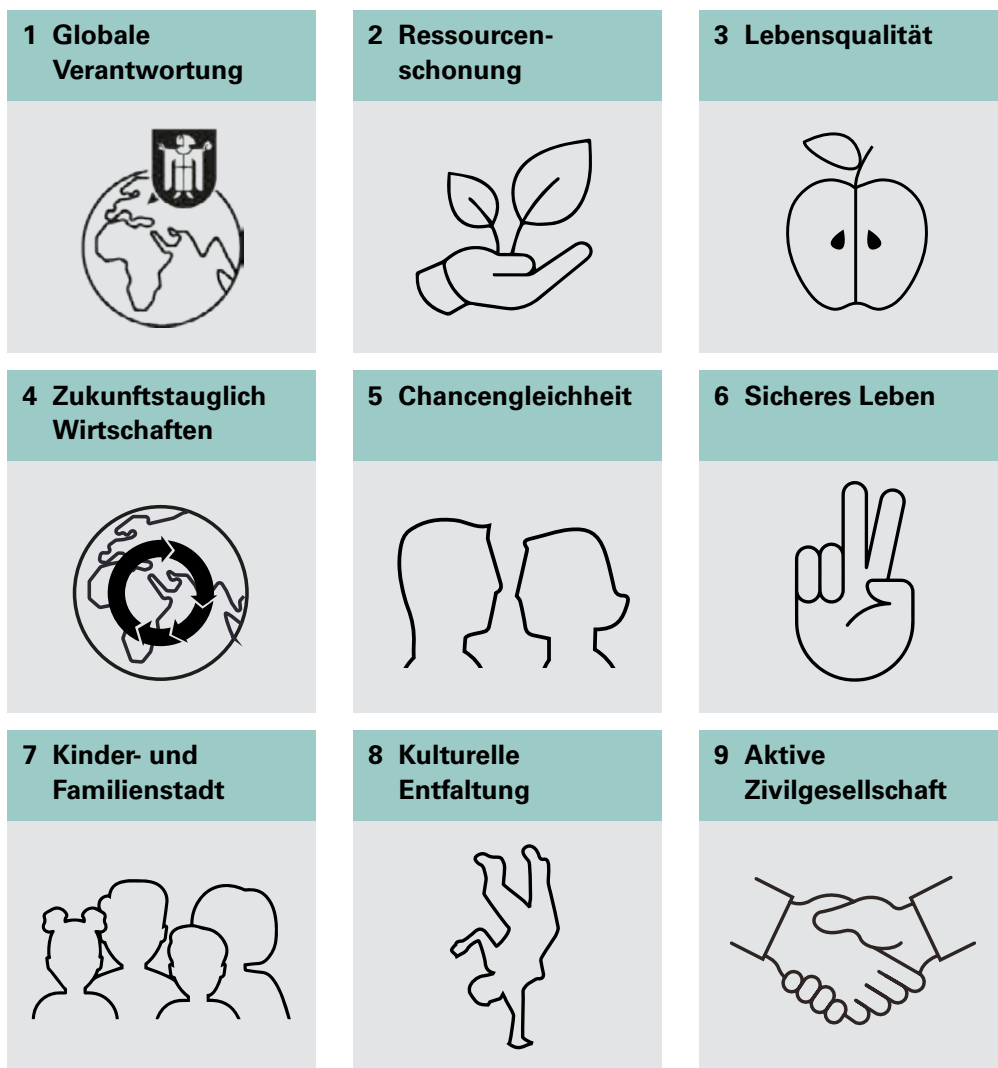 1 Globale
Verantwortung
2 Ressourcen-
schonung
3 Lebensqualität
4 Zukunftstauglich
Wirtschaften
5 Chancengleichheit
6 Sicheres Leben
7 Kinder- und
Familienstadt
8 Kulturelle
Entfaltung
9 Aktive
Zivilgesellschaft